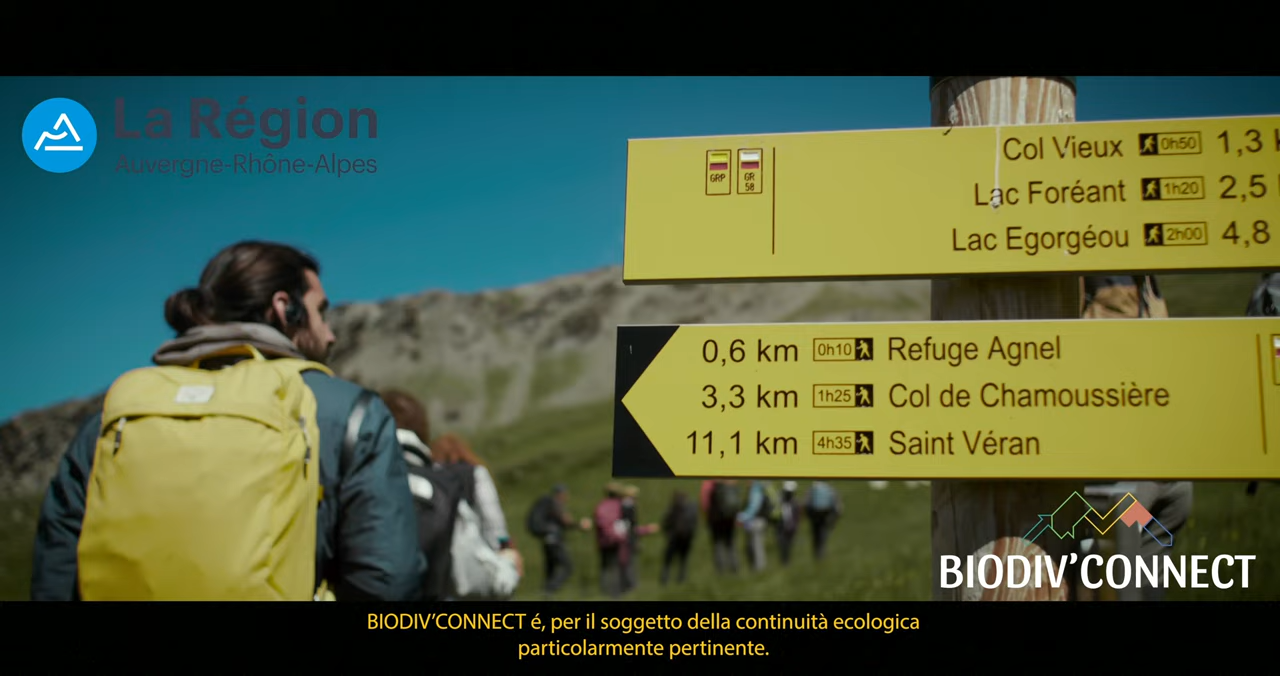 La Région
Auvergne-Rhône-Alpes
GRP
GR
58
Col Vieux 0h50 1,3
Lac Foréant 1h20 2,5
Lac Egorgéou 2h00 4,8
0,6 km 0h10 Refuge Agnel
3,3 km 1h25 Col de Chamoussière
11,1 km 4h35 Saint Véran
BIODIV'CONNECT
BIODIV'CONNECT é, per il soggetto della continuità ecologica
particolarmente pertinente.